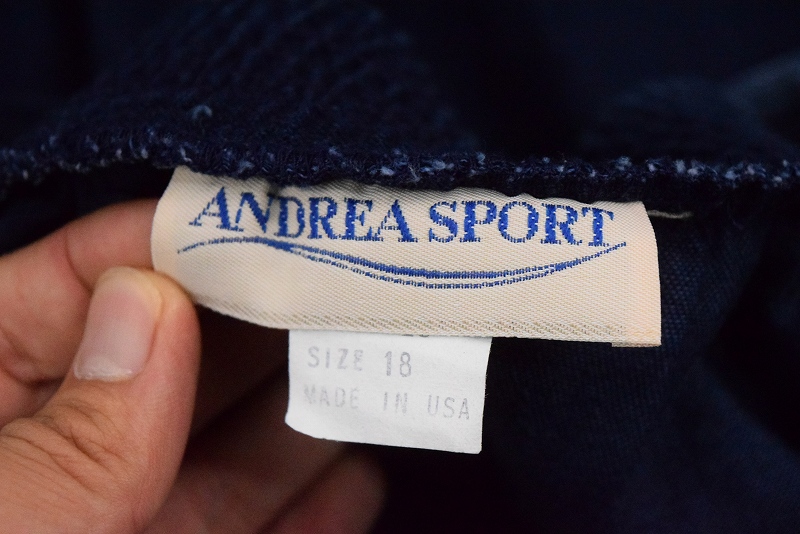 ANDREA SPORT
SIZE 18
MADE IN USA